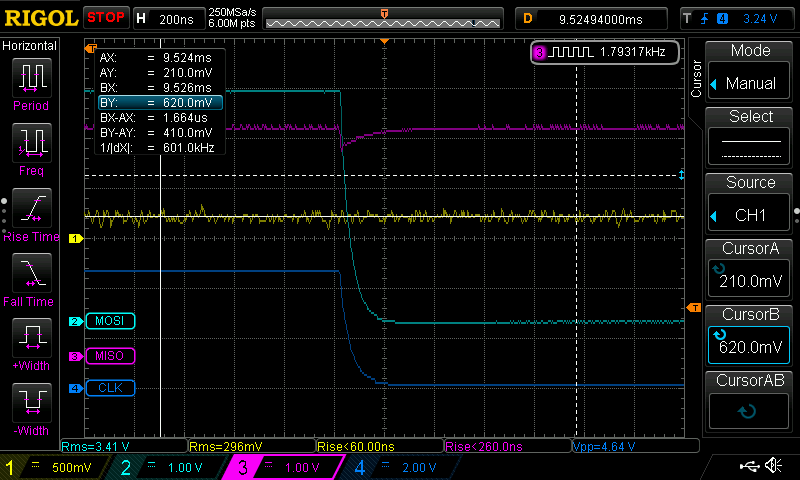 RIGOL STOP H 200ns 250MSa/s 6.00M pts T D 9.52494000ms T 4 3.24 V
Horizontal
Period
Freq
Rise Time
Fall Time
+Width
-Width
T
AX: = 9.524ms
AY: = 210.0mV
BX: = 9.526ms
BY: = 620.0mV
BX-AX: = 1.664us
BY-AY: = 410.0mV
1/|dX|: = 601.0kHz
3 1.79317kHz
1
2 MOSI
3 MISO
4 CLK
T
Cursor
Mode
Manual
Select
Source
CH1
CursorA
210.0mV
CursorB
620.0mV
CursorAB
Rms=3.41 V Rms=296mV Rise<60.00ns Rise<260.0ns Vpp=4.64 V
1 500mV 2 1.00 V 3 1.00 V 4 2.00 V